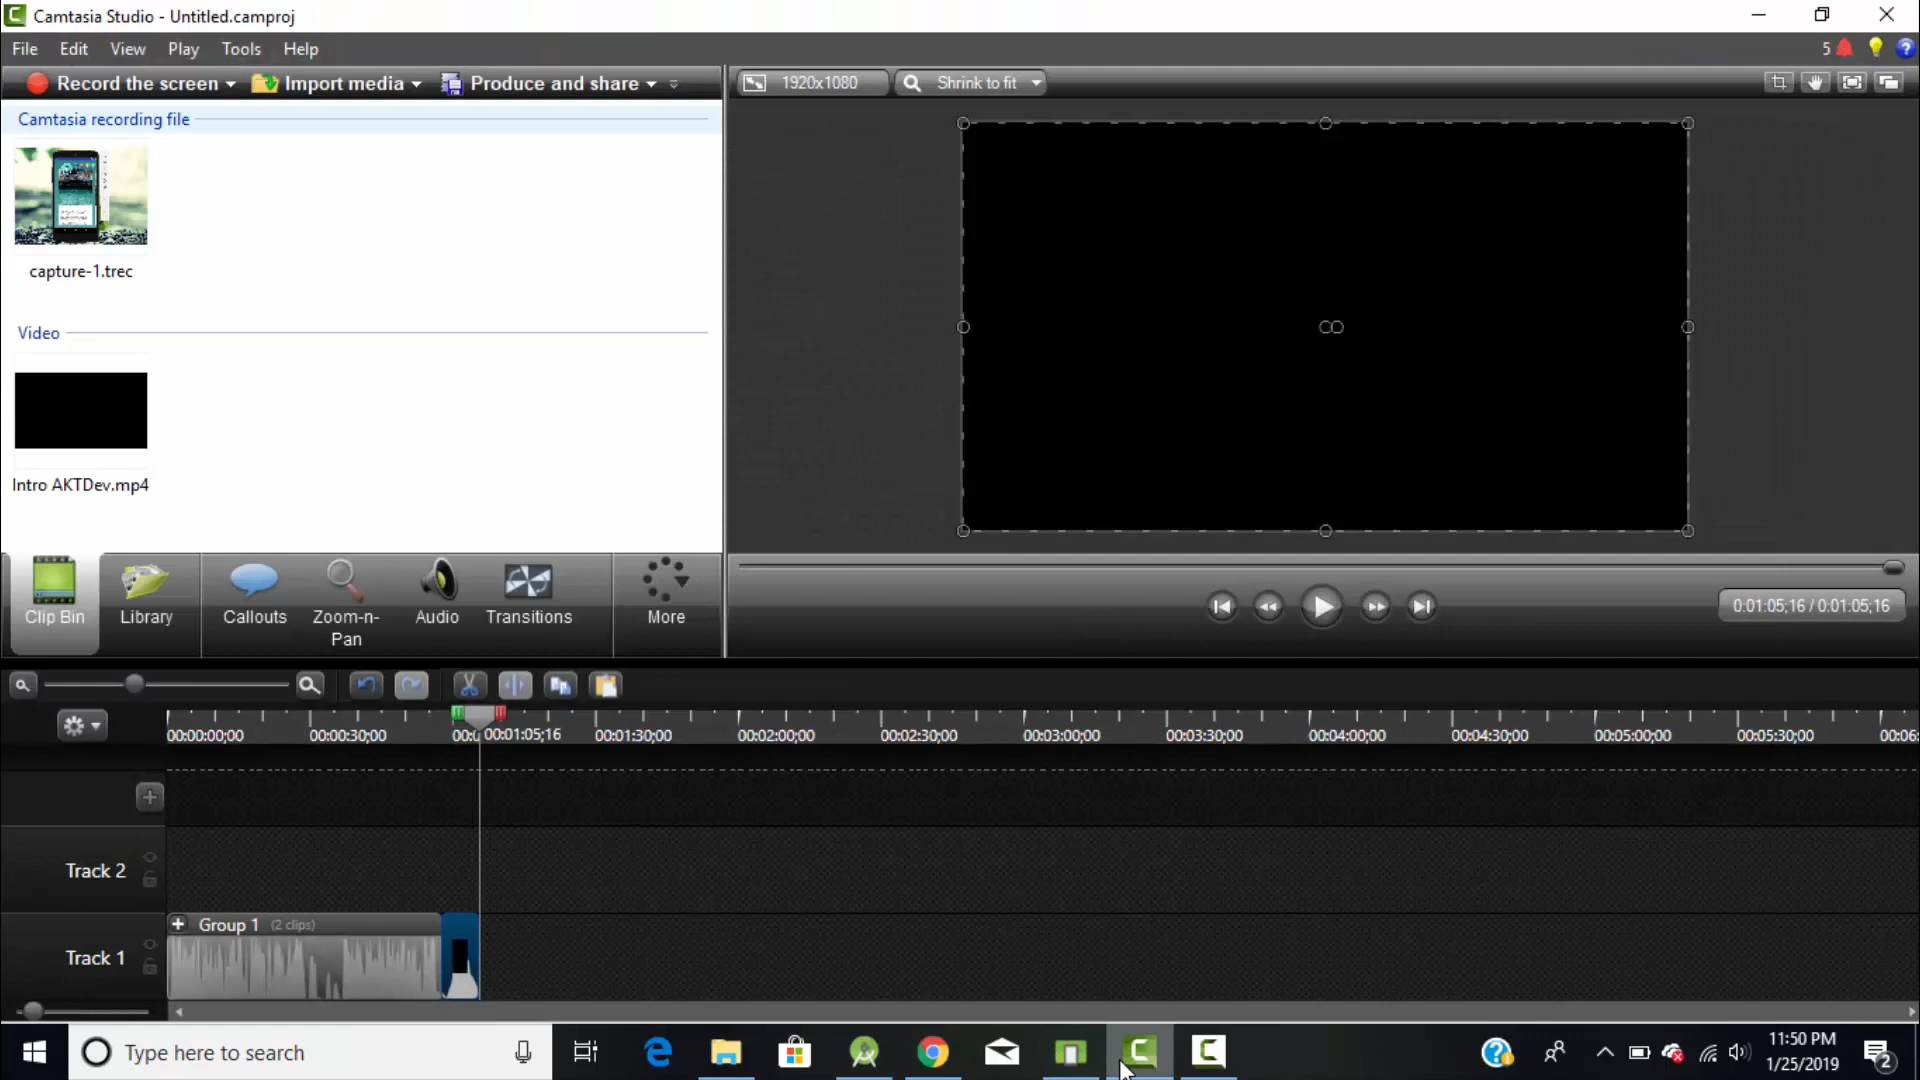 Camtasia Studio - Untitled.camproj
File Edit View Play Tools Help
5
Record the screen Import media Produce and share
1920x1080 Shrink to fit
Camtasia recording file
capture-1.trec
Video
Intro AKTDev.mp4
Clip Bin Library Callouts Zoom-n-Pan Audio Transitions More
0:01:05;16 / 0:01:05;16
00:00:00;00 00:00:30;00 00:0 00:01:05;16 00:01:30;00 00:02:00;00 00:02:30;00 00:03:00;00 00:03:30;00 00:04:00;00 00:04:30;00 00:05:00;00 00:05:30;00 00:06:
Track 2
Group 1 (2 clips)
Track 1
Type here to search
11:50 PM
1/25/2019
2